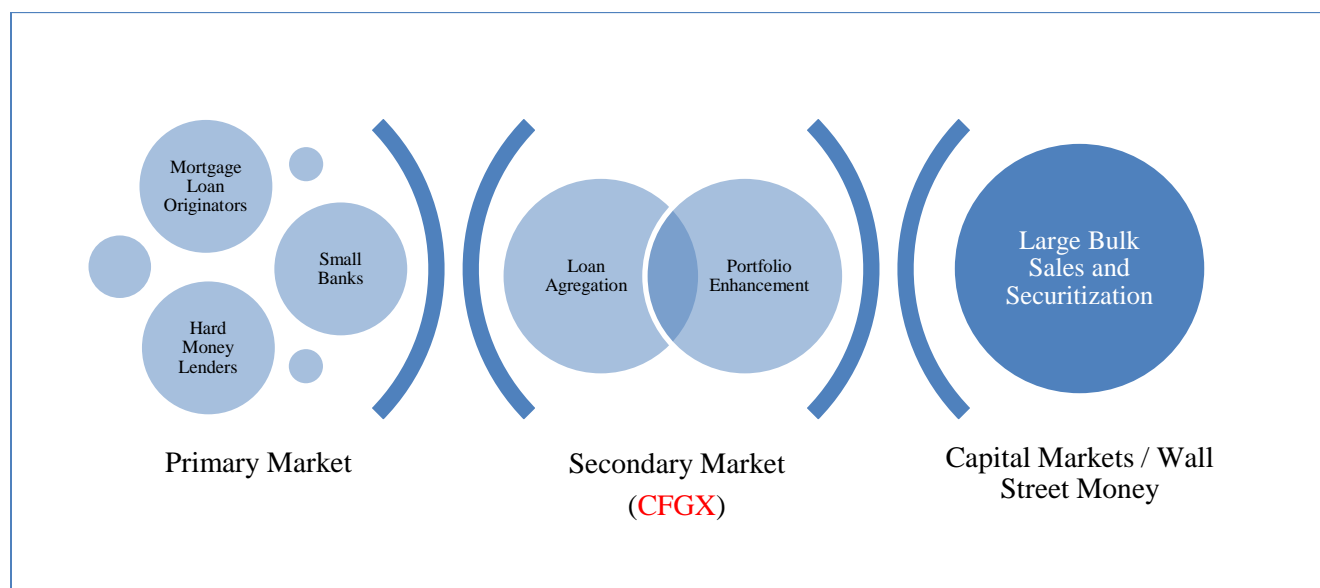 Mortgage
Loan
Originators
Small
Banks
Hard
Money
Lenders
Primary Market
Loan
Agregation
Portfolio
Enhancement
Secondary Market
(CFGX)
Large Bulk
Sales and
Securitization
Capital Markets / Wall
Street Money